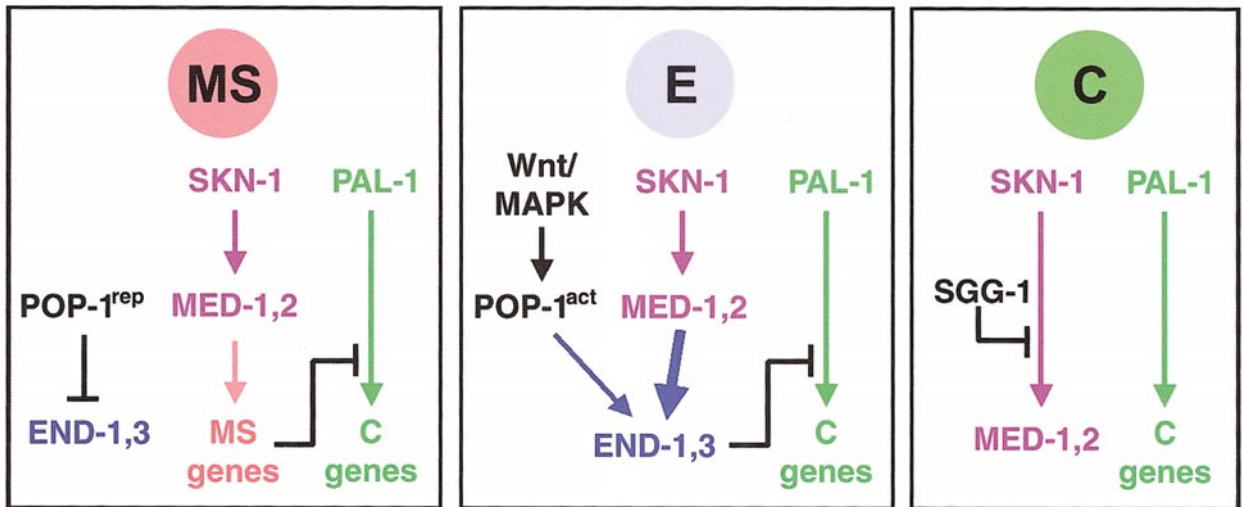 MS
SKN-1 PAL-1
POP-1rep MED-1,2
END-1,3 MS genes C genes
E
Wnt/
MAPK
SKN-1 PAL-1
POP-1act MED-1,2
END-1,3 C genes
C
SKN-1 PAL-1
SGG-1
MED-1,2 C genes